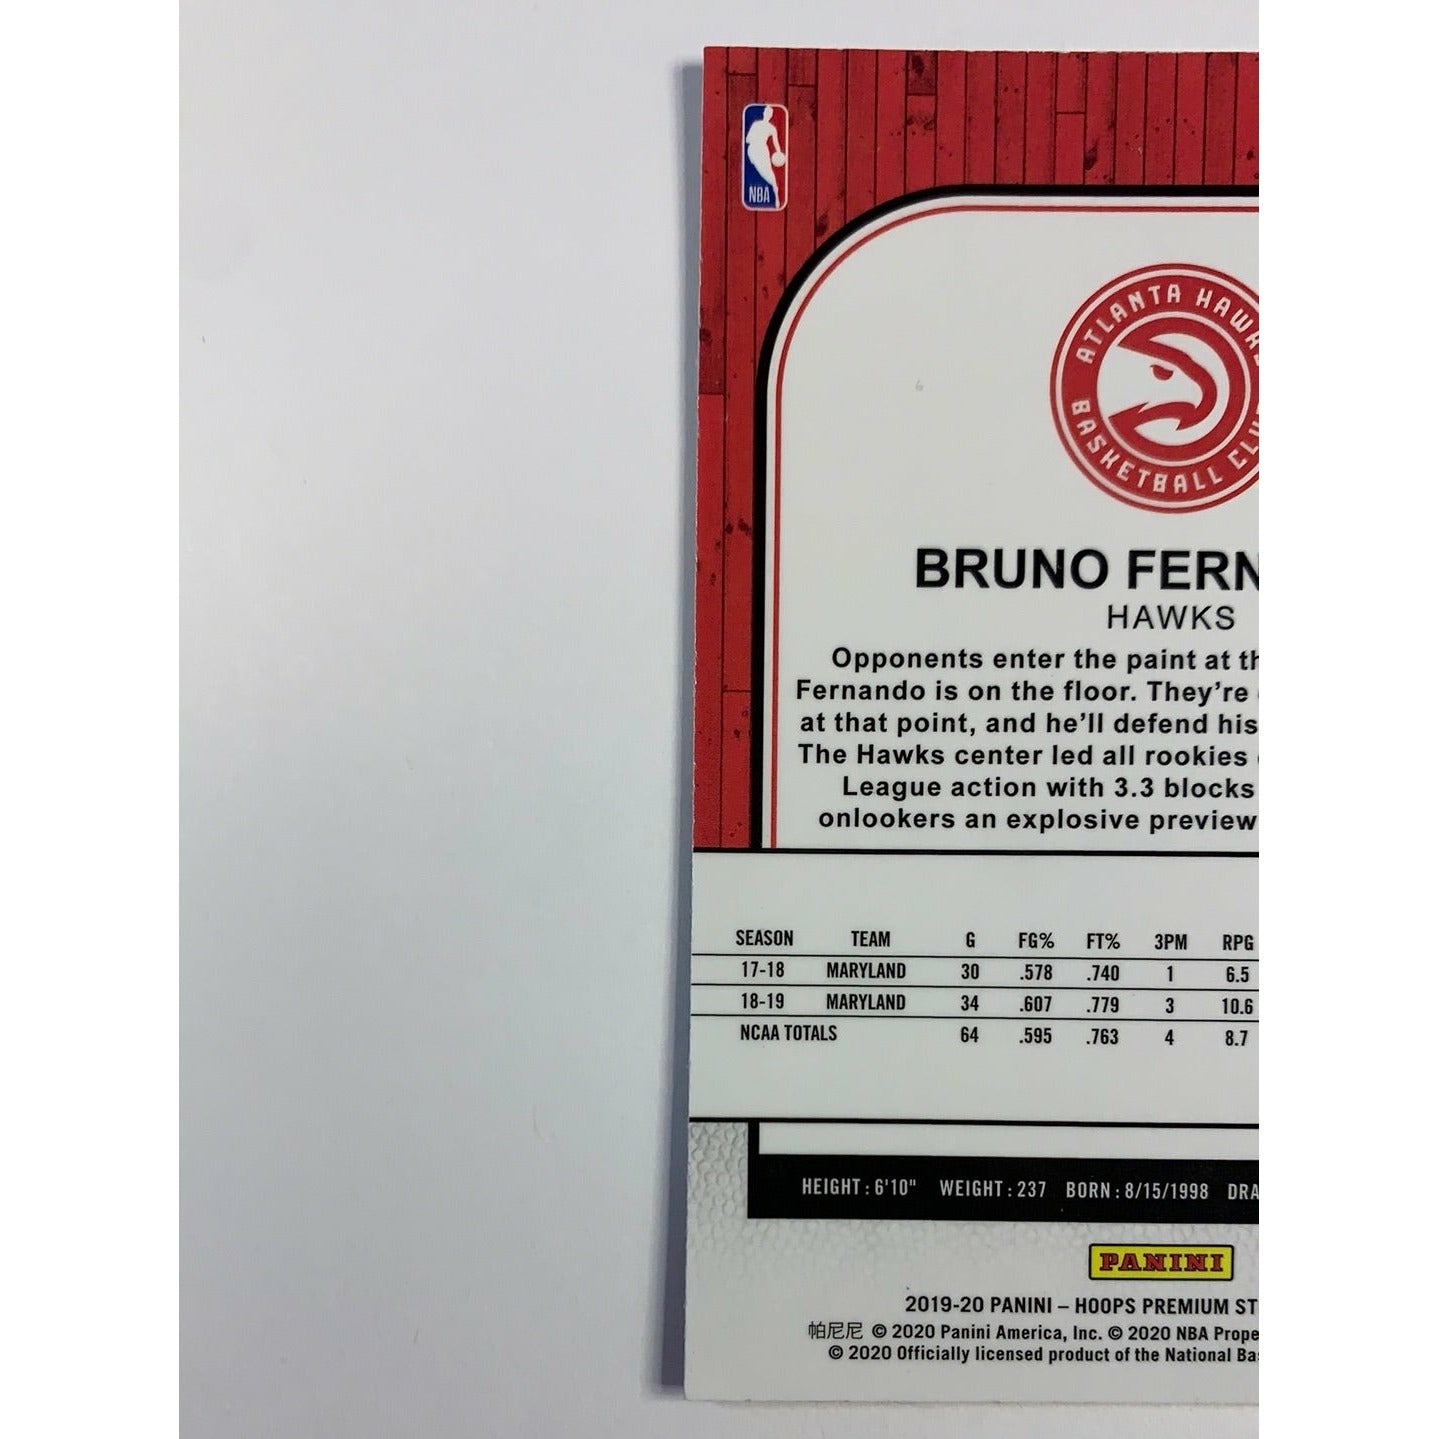 NBA
ATLANTA HAWK
BASKETBALL CLU
BRUNO FERN
HAWKS
Opponents enter the paint at th
Fernando is on the floor. They're
at that point, and he'll defend his
The Hawks center led all rookies
League action with 3.3 blocks
onlookers an explosive preview
SEASON TEAM G FG% FT% 3PM RPG
17-18 MARYLAND 30 .578 .740 1 6.5
18-19 MARYLAND 34 .607 .779 3 10.6
NCAA TOTALS 64 .595 .763 4 8.7
HEIGHT : 6'10" WEIGHT : 237 BORN : 8/15/1998 DRA
PANINI
2019-20 PANINI – HOOPS PREMIUM ST
帕尼尼 © 2020 Panini America, Inc. © 2020 NBA Prope
© 2020 Officially licensed product of the National Ba